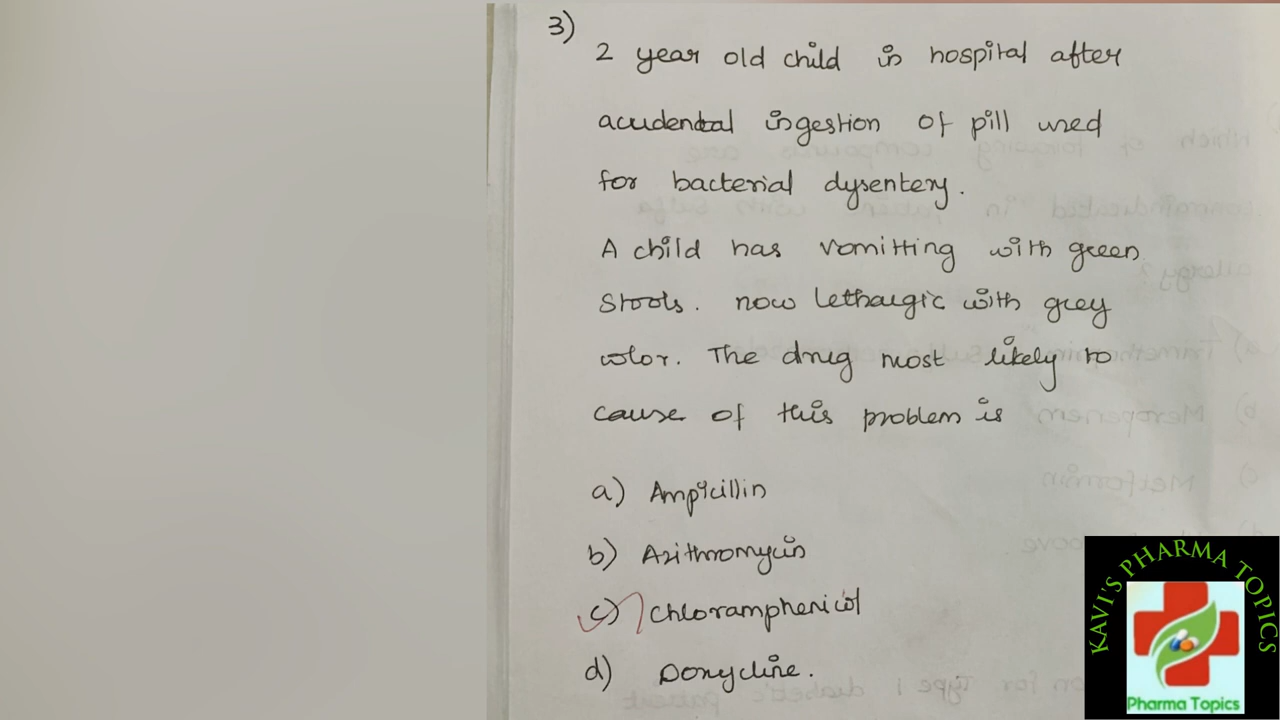 3)
2 year old child in hospital after
accidental ingestion of pill used
for bacterial dysentery.
A child has vomitting with green
stools. now lethargic with grey
color. The drug most likely to
cause of this problem is
a) Ampicillin
b) Azithromycin
c) Chloramphenicol
d) Doxycline.
KAVI'S PHARMA TOPICS
Pharma Topics